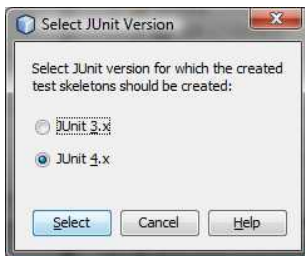 Select JUnit Version
Select JUnit version for which the created
test skeletons should be created:
JUnit 3.x
JUnit 4.x
Select
Cancel
Help